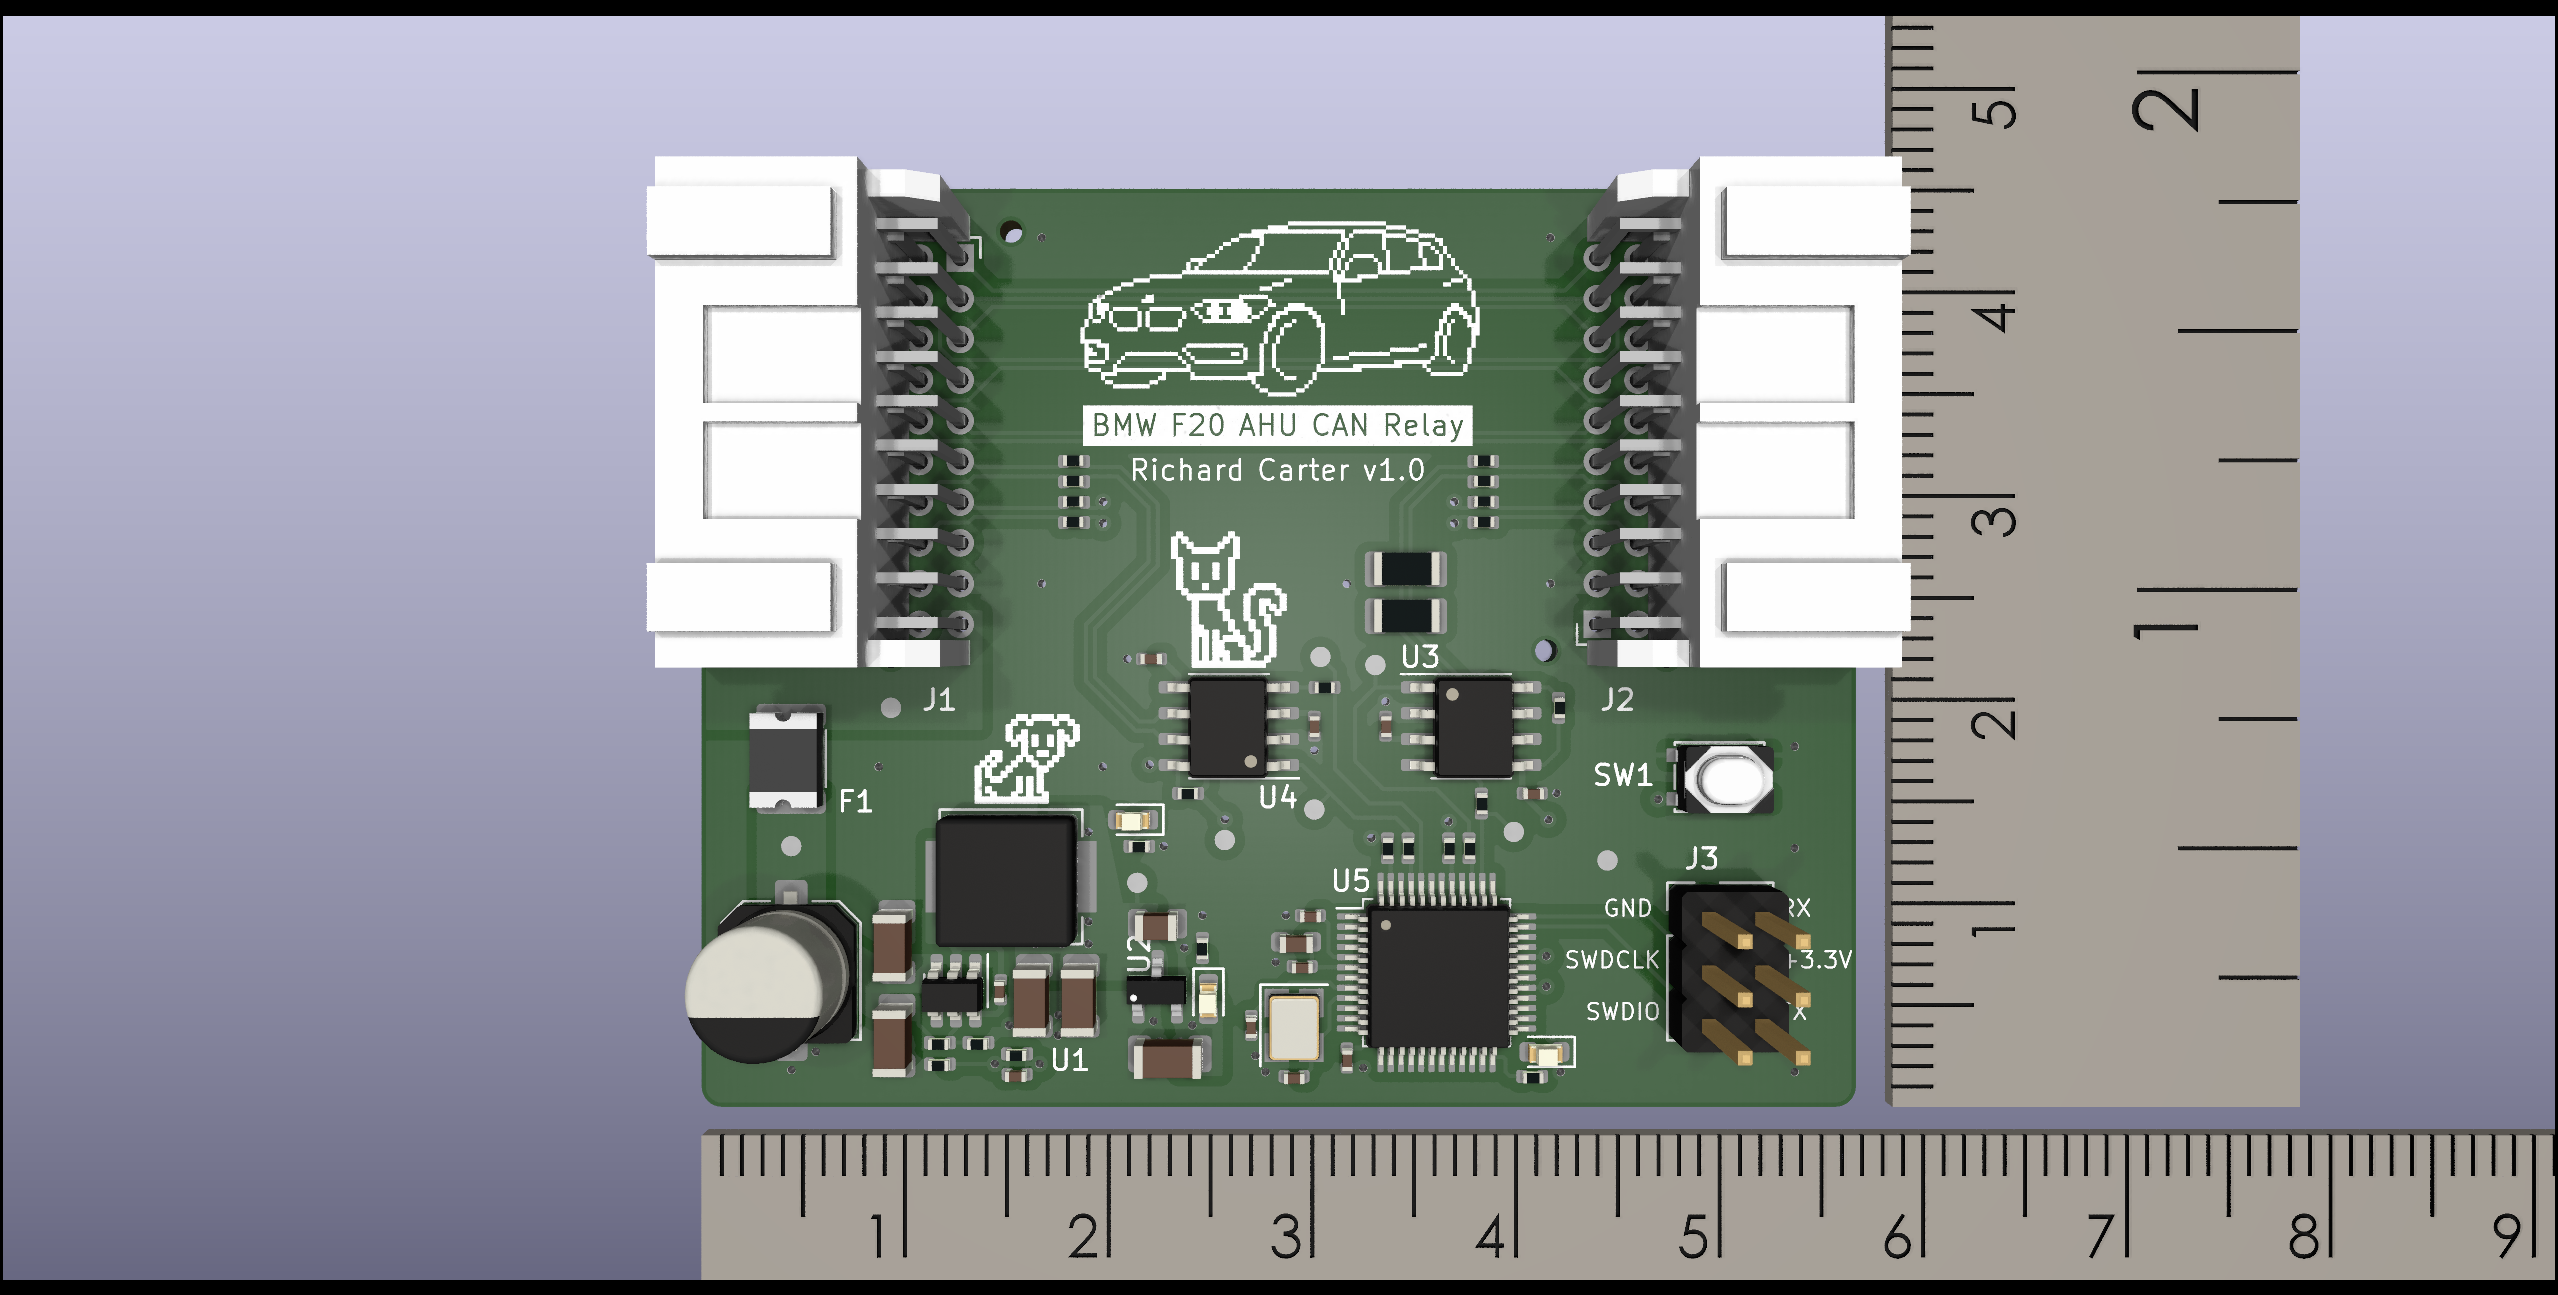 BMW F20 AHU CAN Relay
Richard Carter v1.0
U3
J1
J2
SW1
F1
U4
J3
U5
GND
RX
SWDCLK
+3.3V
U2
SWDIO
X
U1
5
4
3
2
1
2
1
1
2
3
4
5
6
7
8
9